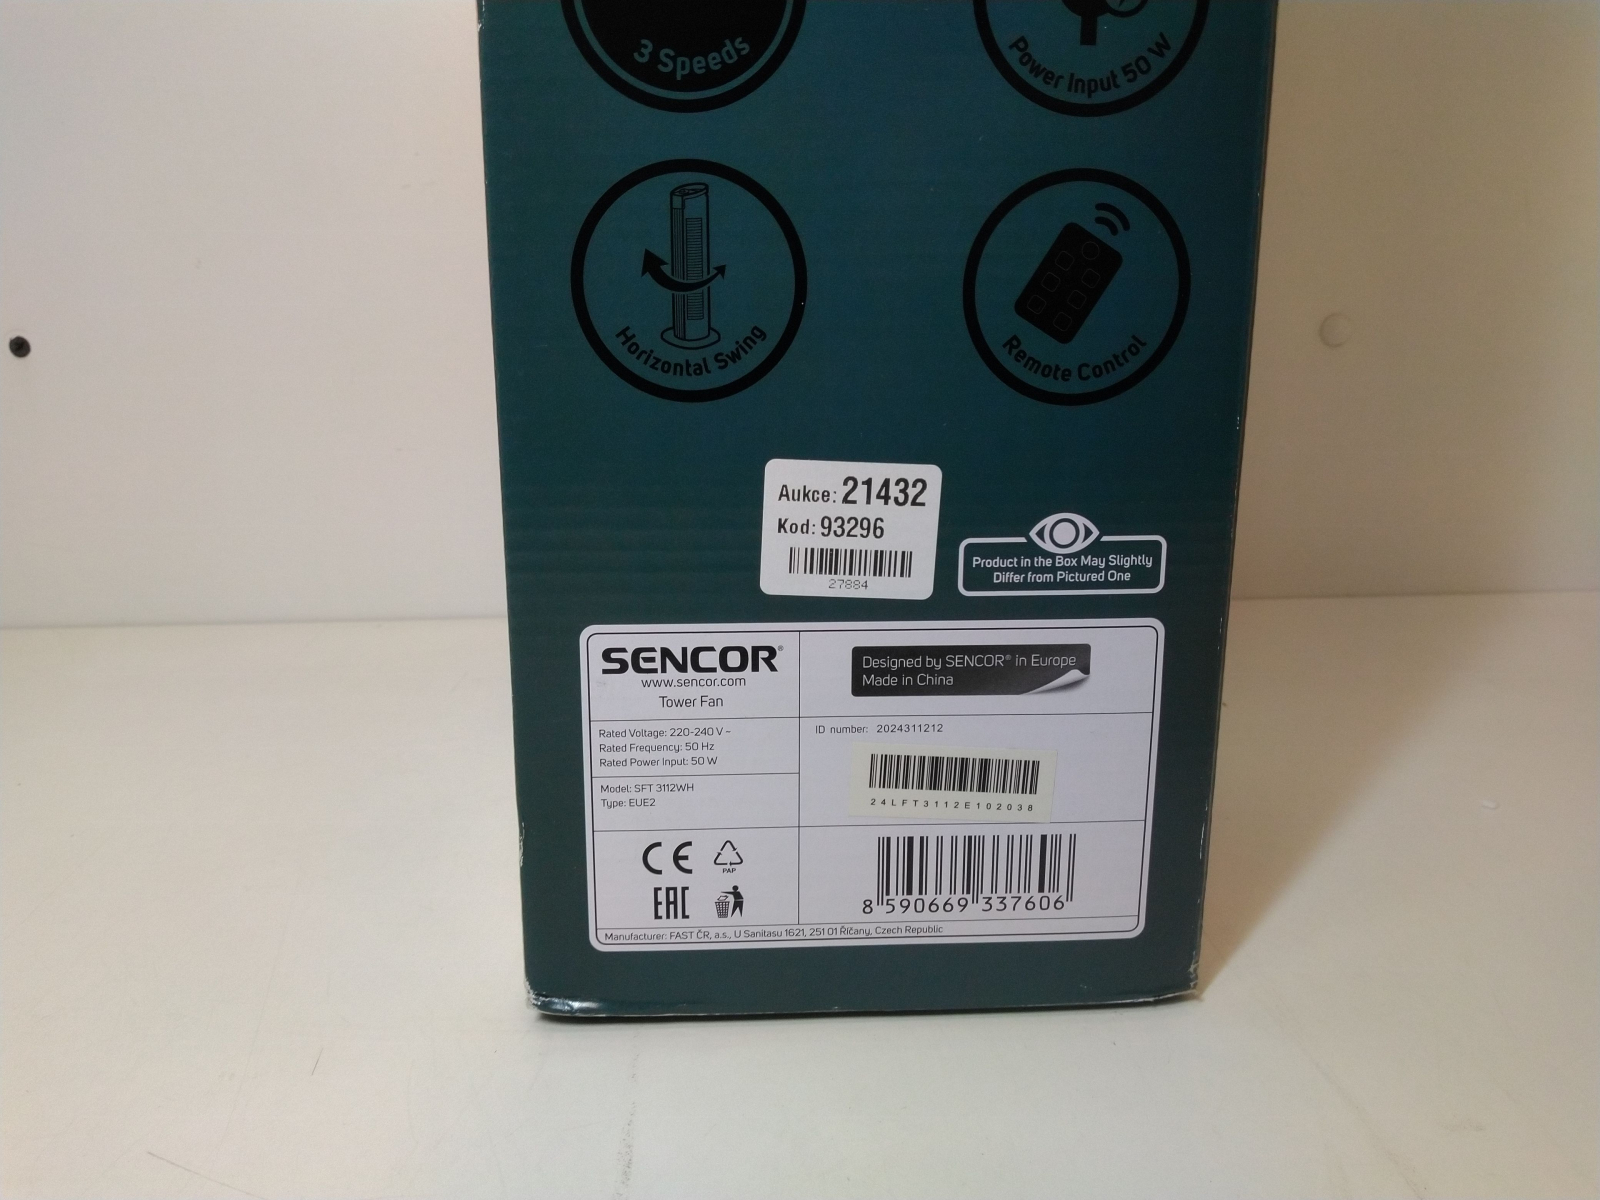 3 Speeds
Power Input 50 W
Horizontal Swing
Remote Control
Aukce: 21432
Kod: 93296
27884
Product in the Box May Slightly
Differ from Pictured One
SENCOR®
www.sencor.com
Tower Fan
Designed by SENCOR® in Europe
Made in China
Rated Voltage: 220-240 V ~
Rated Frequency: 50 Hz
Rated Power Input: 50 W
ID number: 2024311212
Model: SFT 3112WH
Type: EUE2
24LFT3112E102038
CE
PAP
EAC
8 590669 337606
Manufacturer: FAST ČR, a.s., U Sanitasu 1621, 251 01 Říčany, Czech Republic